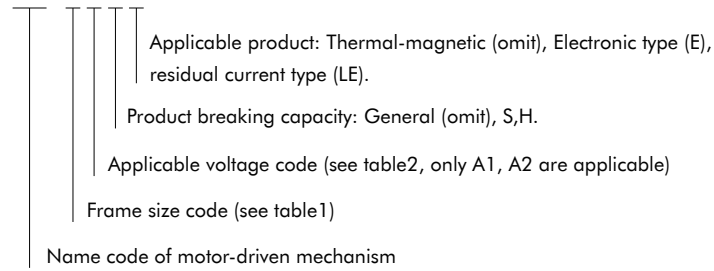 Applicable product: Thermal-magnetic (omit), Electronic type (E),
residual current type (LE).
Product breaking capacity: General (omit), S,H.
Applicable voltage code (see table2, only A1, A2 are applicable)
Frame size code (see table1)
Name code of motor-driven mechanism